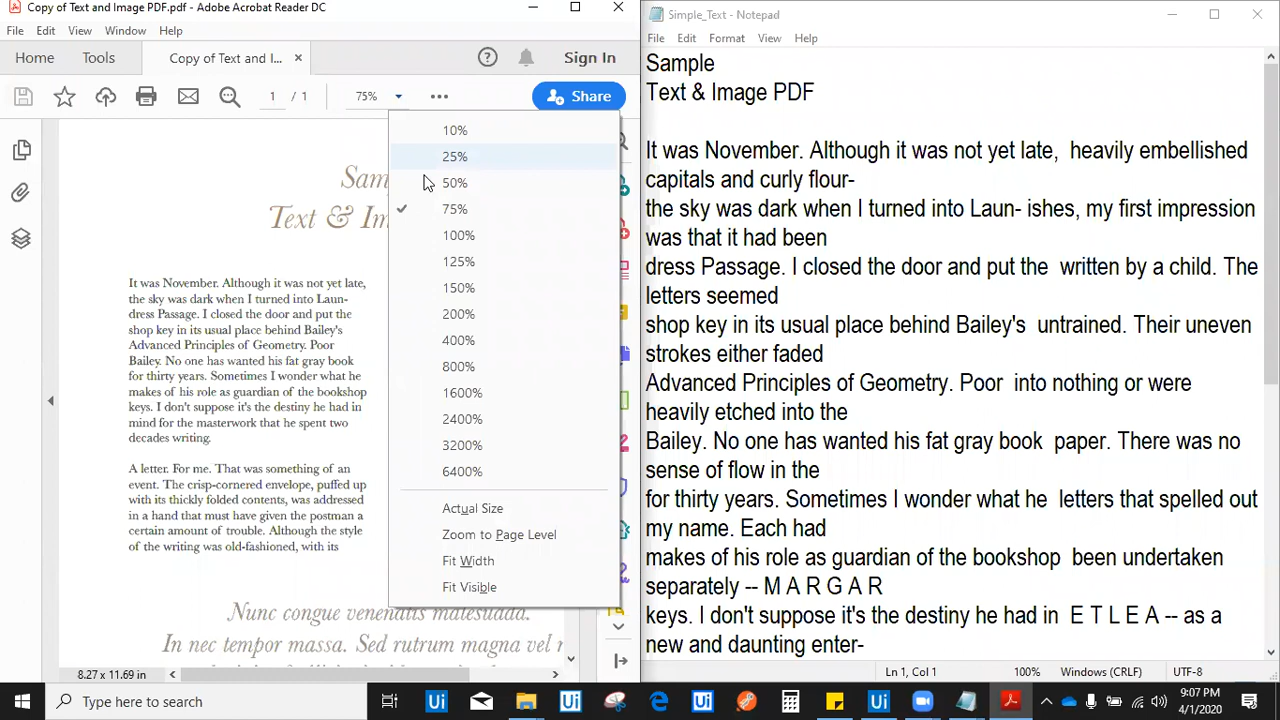 Copy of Text and Image PDF.pdf - Adobe Acrobat Reader DC
File Edit View Window Help
Home Tools Copy of Text and I... Sign In
1 / 1 75% Share
10%
25%
50%
75%
100%
125%
150%
200%
400%
800%
1600%
2400%
3200%
6400%
Actual Size
Zoom to Page Level
Fit Width
Fit Visible
Text & Im
It was November. Although it was not yet late,
the sky was dark when I turned into Laun-
dress Passage. I closed the door and put the
shop key in its usual place behind Bailey's
Advanced Principles of Geometry. Poor
Bailey. No one has wanted his fat gray book
for thirty years. Sometimes I wonder what he
makes of his role as guardian of the bookshop
keys. I don't suppose it's the destiny he had in
mind for the masterwork that he spent two
decades writing.
A letter. For me. That was something of an
event. The crisp-cornered envelope, puffed up
with its thickly folded contents, was addressed
in a hand that must have given the postman a
certain amount of trouble. Although the style
of the writing was old-fashioned, with its
Nunc congue venenatis malesuada.
In nec tempor massa. Sed rutrum magna vel
8.27 x 11.69 in
Simple_Text - Notepad
File Edit Format View Help
Sample
Text & Image PDF
It was November. Although it was not yet late,  heavily embellished
capitals and curly flour-
the sky was dark when I turned into Laun- ishes, my first impression
was that it had been
dress Passage. I closed the door and put the  written by a child. The
letters seemed
shop key in its usual place behind Bailey's  untrained. Their uneven
strokes either faded
Advanced Principles of Geometry. Poor  into nothing or were
heavily etched into the
Bailey. No one has wanted his fat gray book  paper. There was no
sense of flow in the
for thirty years. Sometimes I wonder what he  letters that spelled out
my name. Each had
makes of his role as guardian of the bookshop  been undertaken
separately -- M A R G A R
keys. I don't suppose it's the destiny he had in  E T L E A -- as a
new and daunting enter-
Ln 1, Col 1 100% Windows (CRLF) UTF-8
Type here to search
9:07 PM
4/1/2020